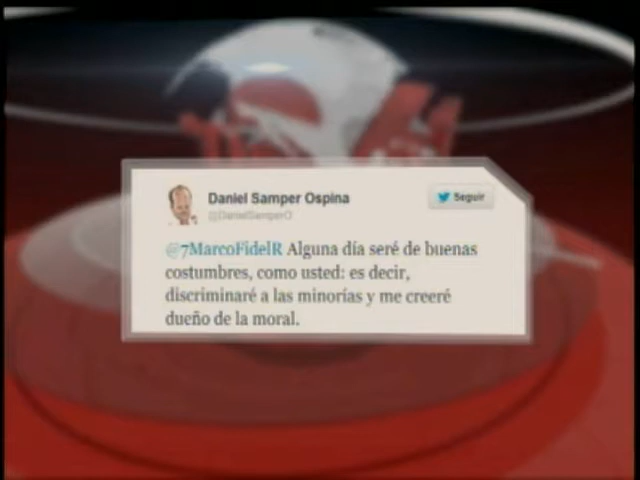 Daniel Samper Ospina
@DanielSamperO
Seguir
@7MarcoFidelR Alguna día seré de buenas
costumbres, como usted: es decir,
discriminaré a las minorías y me creeré
dueño de la moral.